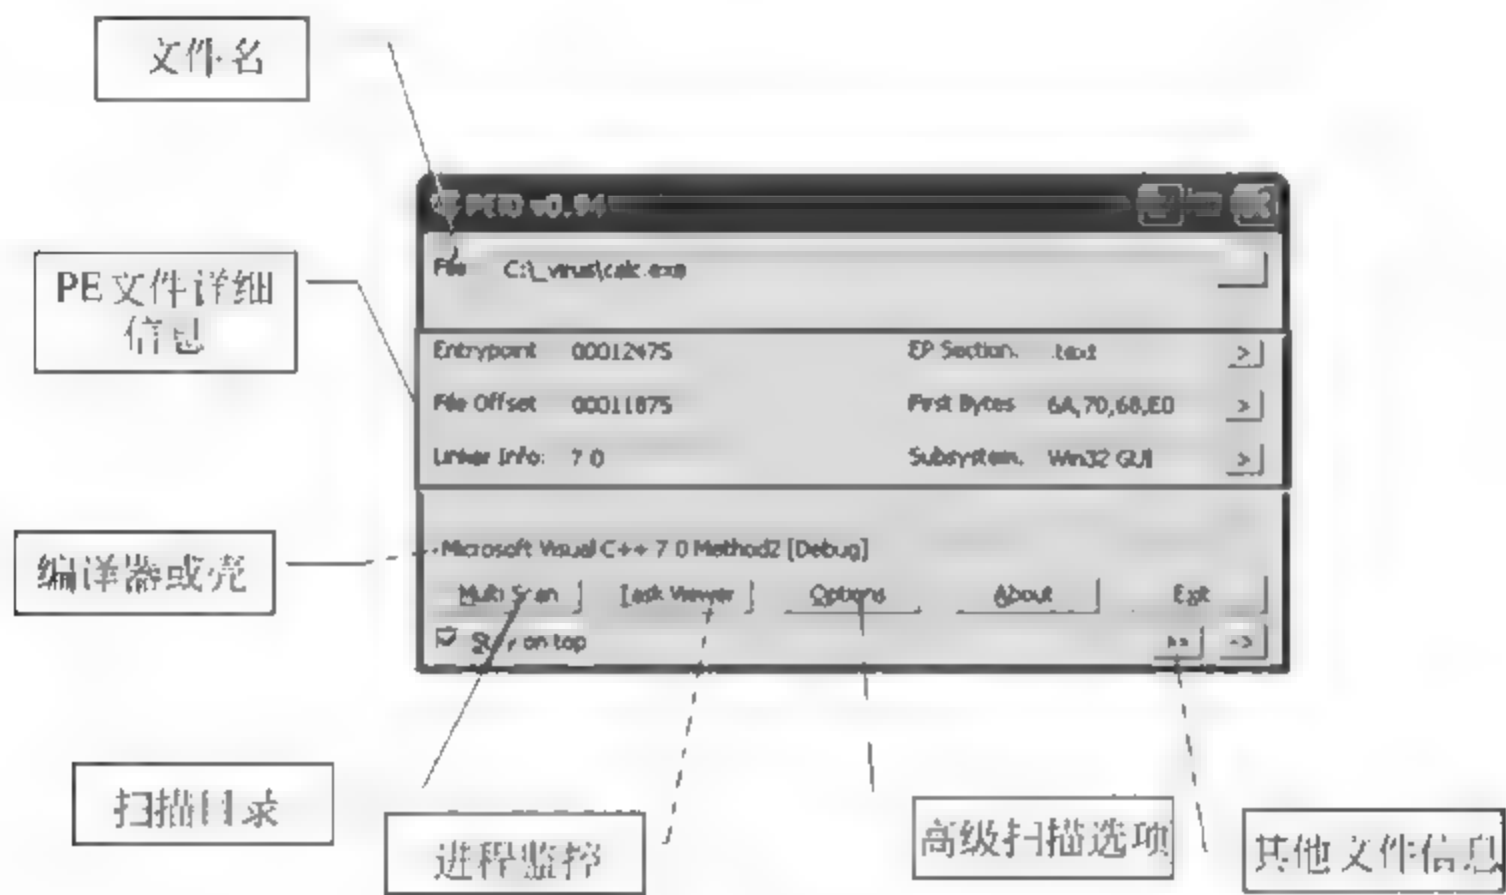 文件名
PEiD v0.94
File C:\_virus\calc.exe
PE文件详细
信息
Entrypoint 00012475 EP Section. .text >
File Offset 00011875 First Bytes 6A,70,68,E0 >
Linker Info: 7 0 Subsystem. Win32 GUI >
编译器或壳
Microsoft Visual C++ 7 0 Method2 [Debug]
Multi Scan Task Viewer Options About Exit
Stay on top >> ->
扫描目录
进程监控
高级扫描选项
其他文件信息